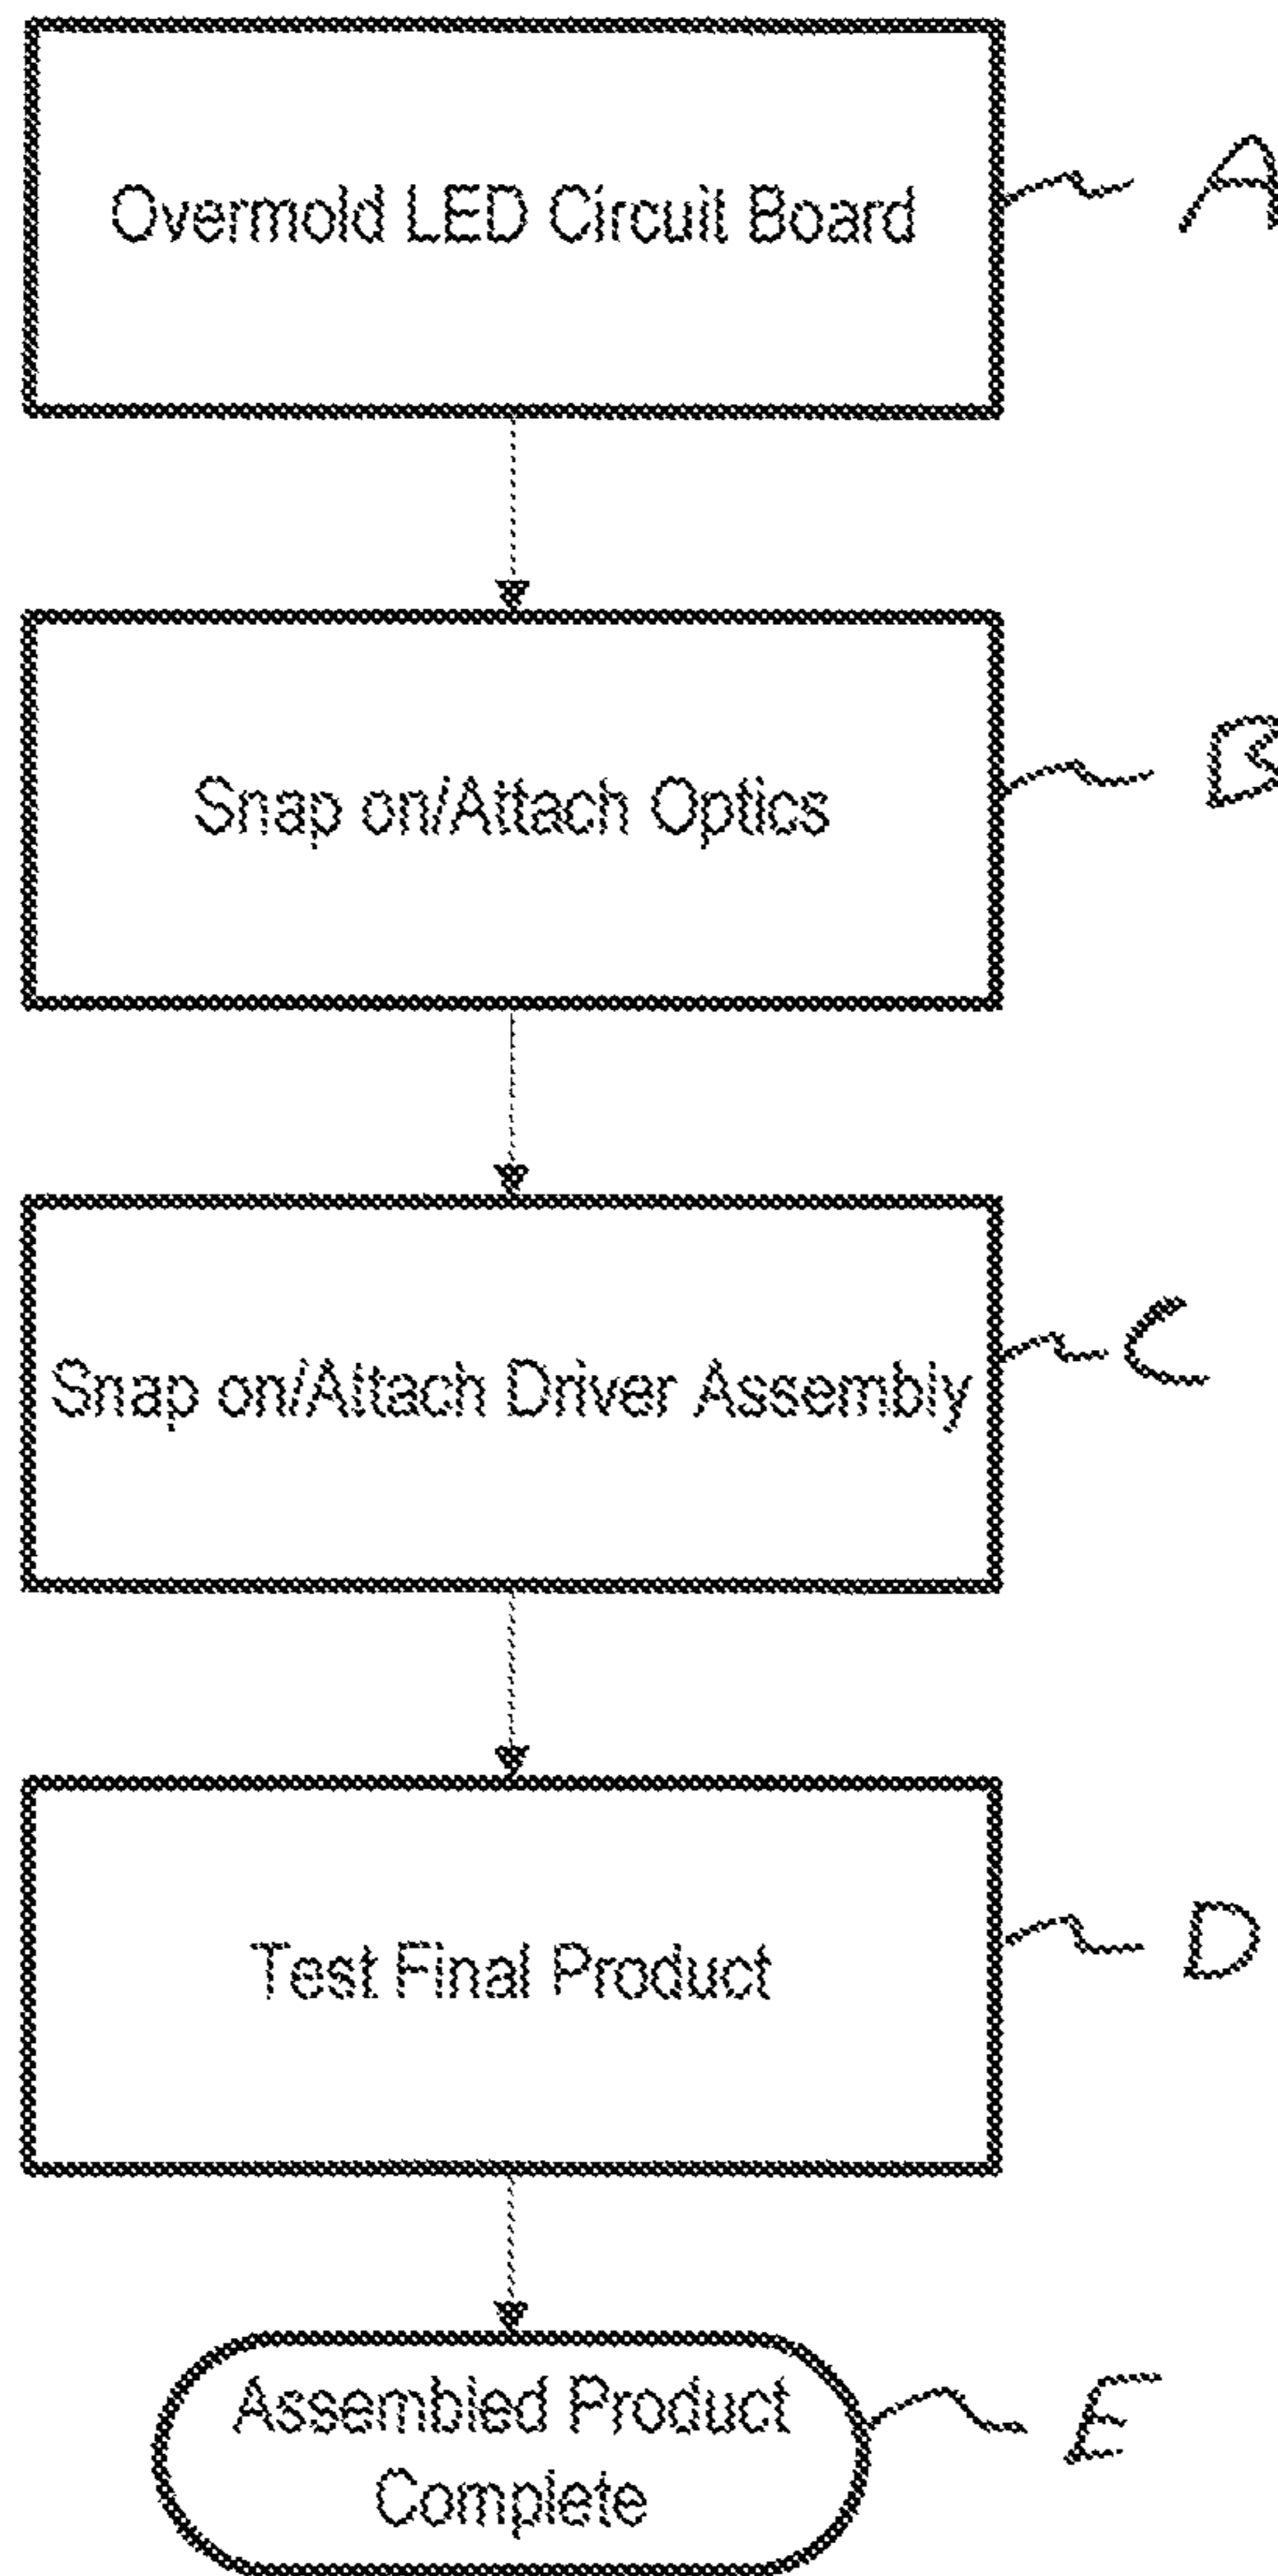 Overmold LED Circuit Board
A
Snap on/Attach Optics
B
Snap on/Attach Driver Assembly
C
Test Final Product
D
Assembled Product
Complete
E